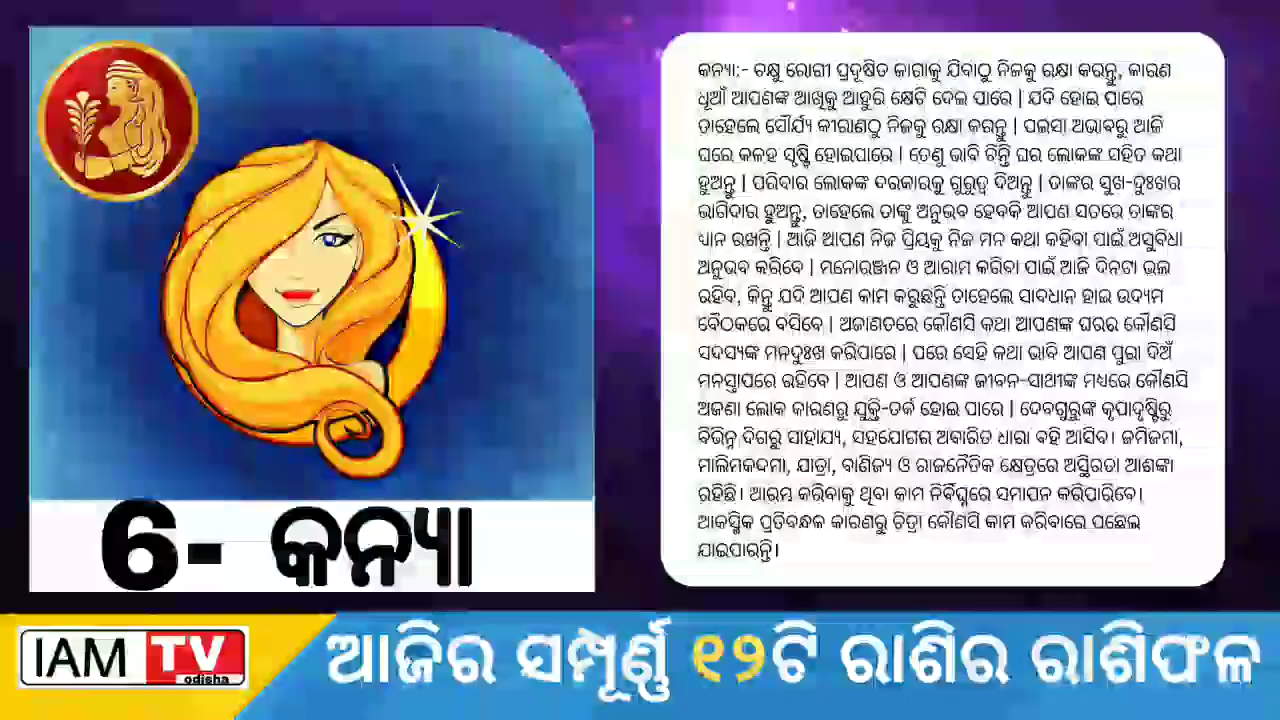 କନ୍ୟା:- ଚକ୍ଷୁ ରୋଗୀ ପ୍ରଦୂଷିତ ଜାଗାକୁ ଯିବାଠୁ ନିଜକୁ ରକ୍ଷା କରନ୍ତୁ, କାରଣ
ଧୂଆଁ ଆପଣଙ୍କ ଆଖିକୁ ଆହୁରି କ୍ଷେତି ଦେଇ ପାରେ | ଯଦି ହୋଇ ପାରେ
ତାହେଲେ ସୌର୍ଯ୍ୟ କୀରାଣଠୁ ନିଜକୁ ରକ୍ଷା କରନ୍ତୁ | ପଇସା ଅଭାବରୁ ଆଜି
ଘରେ କଳହ ସୃଷ୍ଟି ହୋଇପାରେ | ତେଣୁ ଭାବି ଚିନ୍ତି ଘର ଲୋକଙ୍କ ସହିତ କଥା
ହୁଅନ୍ତୁ | ପରିବାର ଲୋକଙ୍କ ଦରକାରକୁ ଗୁରୁତ୍ୱ ଦିଅନ୍ତୁ | ତାଙ୍କର ସୁଖ-ଦୁଃଖର
ଭାଗିଦାର ହୁଅନ୍ତୁ, ତାହେଲେ ତାଙ୍କୁ ଅନୁଭବ ହେବକି ଆପଣ ସତରେ ତାଙ୍କର
ଧ୍ୟାନ ରଖନ୍ତି | ଆଜି ଆପଣ ନିଜ ପ୍ରିୟକୁ ନିଜ ମନ କଥା କହିବା ପାଇଁ ଅସୁବିଧା
ଅନୁଭବ କରିବେ | ମନୋରଞ୍ଜନ ଓ ଆରାମ କରିବା ପାଇଁ ଆଜି ଦିନଟା ଭଲ
ରହିବ, କିନ୍ତୁ ଯଦି ଆପଣ କାମ କରୁଛନ୍ତି ତାହେଲେ ସାବଧାନ ହାଇ ଉଦ୍ୟମ
ବୈଠକରେ ବସିବେ | ଅଜାଣତରେ କୌଣସି କଥା ଆପଣଙ୍କ ଘରର କୌଣସି
ସଦସ୍ୟଙ୍କ ମନଦୁଃଖ କରିପାରେ | ପରେ ସେହି କଥା ଭାବି ଆପଣ ପୁରା ଦିଅଁ
ମନସ୍ତାପରେ ରହିବେ | ଆପଣ ଓ ଆପଣଙ୍କ ଜୀବନ-ସାଥୀଙ୍କ ମଧରେ କୌଣସି
ଅଜଣା ଲୋକ କାରଣରୁ ଯୁକ୍ତି-ତର୍କ ହୋଇ ପାରେ | ଦେବଗୁରୁଙ୍କ କୃପାଦୃଷ୍ଟିରୁ
ବିଭିନ୍ନ ଦିଗରୁ ସାହାଯ୍ୟ, ସହଯୋଗର ଅବାରିତ ଧାରା ବହି ଆସିବ। ଜମିଜମା,
ମାଲିମକଦ୍ଦମା, ଯାତ୍ରା, ବାଣିଜ୍ୟ ଓ ରାଜନୈତିକ କ୍ଷେତ୍ରରେ ଅସ୍ଥିରତା ଆଶଙ୍କା
ରହିଛି। ଆରମ୍ଭ କରିବାକୁ ଥିବା କାମ ନିର୍ବିଘ୍ନରେ ସମାପନ କରିପାରିବେ।
ଆକସ୍ମିକ ପ୍ରତିବନ୍ଧକ କାରଣରୁ ଚିତ୍ରା କୌଣସି କାମ କରିବାରେ ପଛେଇ
ଯାଇପାରନ୍ତି।
6- କନ୍ୟା
IAM TV odisha
ଆଜିର ସମ୍ପୂର୍ଣ୍ଣ ୧୨ଟି ରାଶିର ରାଶିଫଳ